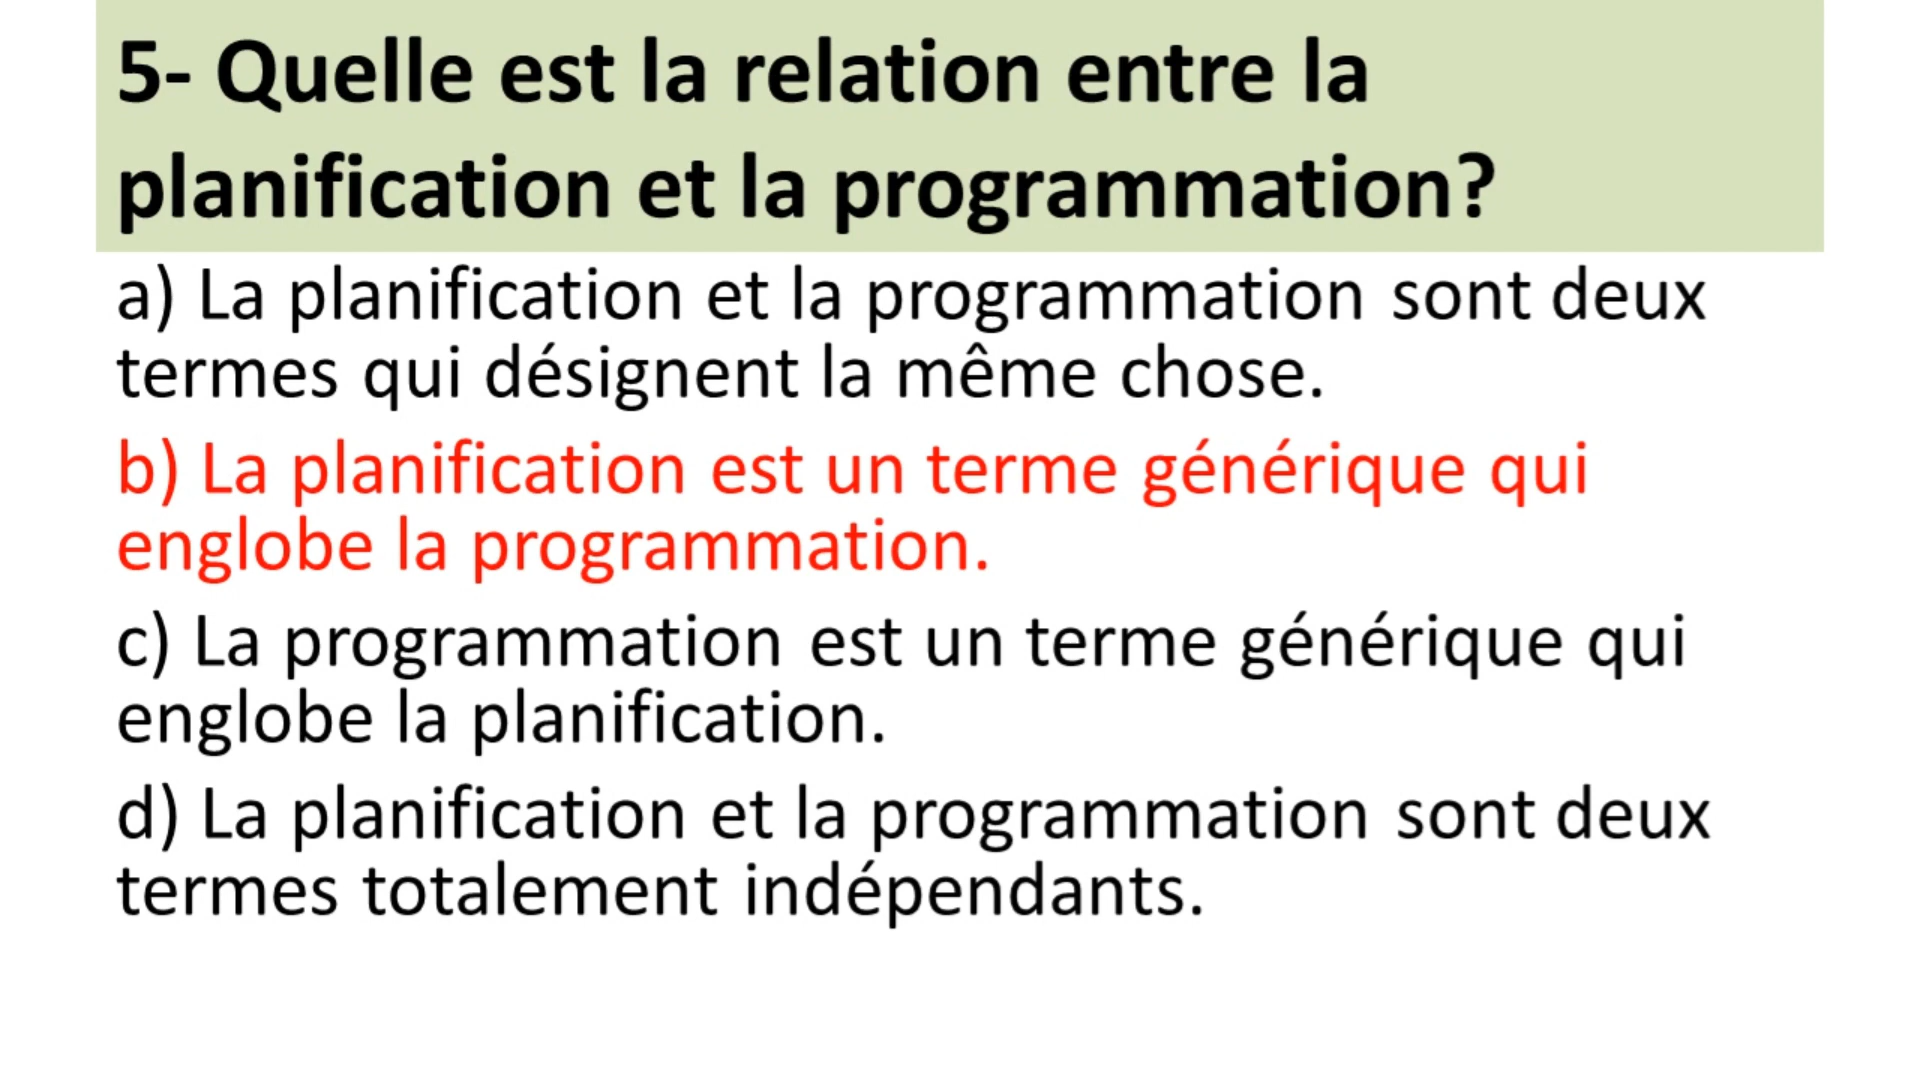 5- Quelle est la relation entre la
planification et la programmation?
a) La planification et la programmation sont deux
termes qui désignent la même chose.
b) La planification est un terme générique qui
englobe la programmation.
c) La programmation est un terme générique qui
englobe la planification.
d) La planification et la programmation sont deux
termes totalement indépendants.